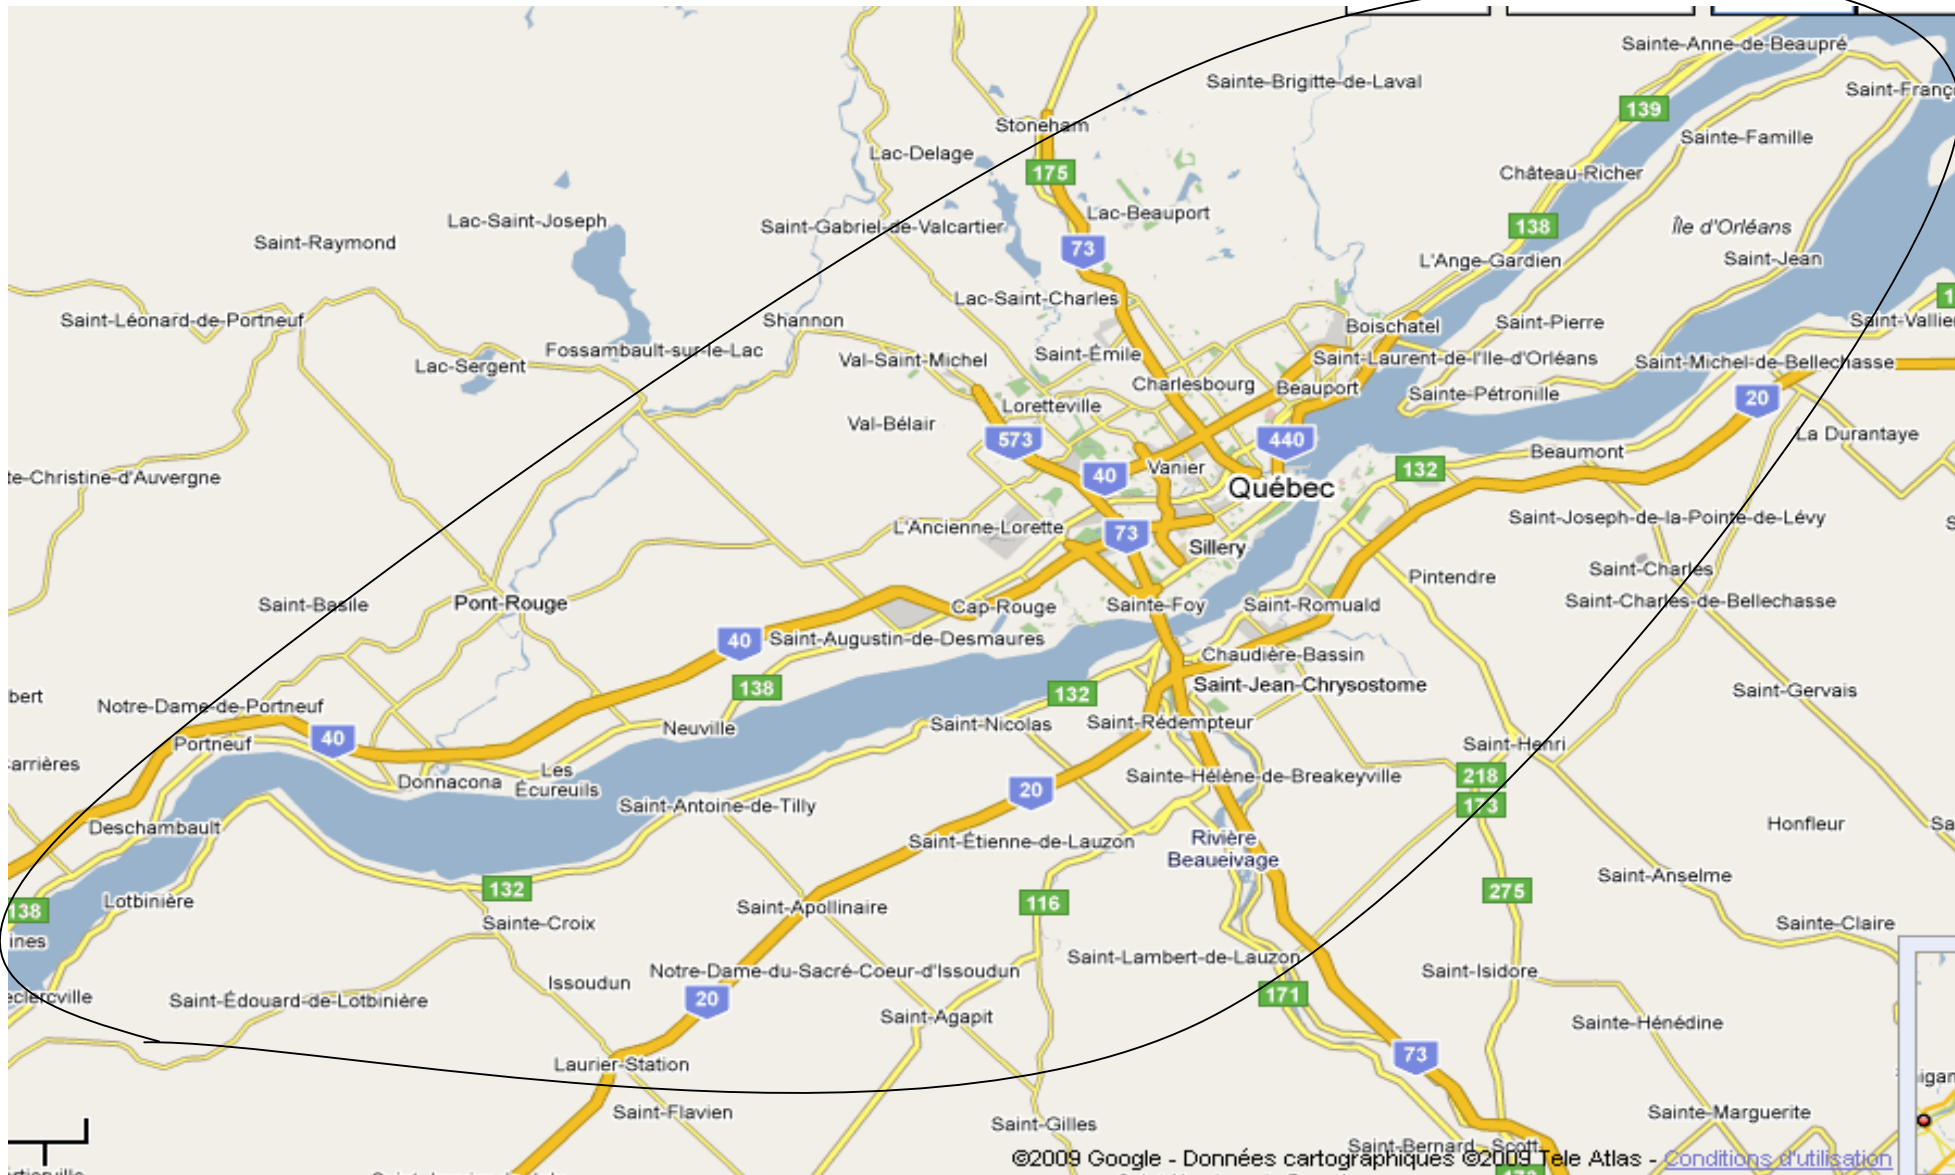 Sainte-Anne-de-Beaupré
Sainte-Brigitte-de-Laval
Saint-Franç
139
Stoneham
Sainte-Famille
Lac-Delage
175
Château-Richer
Lac-Beauport
Lac-Saint-Joseph
Saint-Gabriel-de-Valcartier
138
Île d'Orléans
Saint-Raymond
73
L'Ange-Gardien
Saint-Jean
Lac-Saint-Charles
1
Saint-Léonard-de-Portneuf
Shannon
Boischatel
Saint-Pierre
Saint-Vallier
Fossambault-sur-le-Lac
Saint-Émile
Lac-Sergent
Val-Saint-Michel
Saint-Laurent-de-l'Ile-d'Orléans
Saint-Michel-de-Bellechasse
Charlesbourg
Beauport
Sainte-Pétronille
20
Loretteville
Val-Bélair
573
440
La Durantaye
Beaumont
te-Christine-d'Auvergne
40
Vanier
132
Québec
L'Ancienne-Lorette
73
Saint-Joseph-de-la-Pointe-de-Lévy
S
Sillery
Pintendre
Saint-Charles
Saint-Basile
Pont-Rouge
Cap-Rouge
Sainte-Foy
Saint-Romuald
Saint-Charles-de-Bellechasse
40
Saint-Augustin-de-Desmaures
Chaudière-Bassin
138
132
Saint-Jean-Chrysostome
Saint-Gervais
bert
Notre-Dame-de-Portneuf
Neuville
Saint-Nicolas
Saint-Rédempteur
Portneuf
40
Saint-Henri
arrières
Donnacona
Les
Écureuils
Sainte-Hélène-de-Breakeyville
218
20
Saint-Antoine-de-Tilly
173
Deschambault
Saint-Étienne-de-Lauzon
Rivière
Beaueivage
Honfleur
Sa
132
275
Saint-Anselme
138
Lotbinière
Saint-Apollinaire
116
Sainte-Croix
Sainte-Claire
ines
Saint-Lambert-de-Lauzon
Issoudun
Notre-Dame-du-Sacré-Coeur-d'Issoudun
Saint-Isidore
eclercville
Saint-Édouard-de-Lotbinière
20
171
Saint-Agapit
Sainte-Hénédine
Laurier-Station
73
igan
Saint-Flavien
Saint-Gilles
Sainte-Marguerite
Saint-Bernard
Scott
©2009 Google - Données cartographiques ©2009 Tele Atlas - Conditions d'utilisation